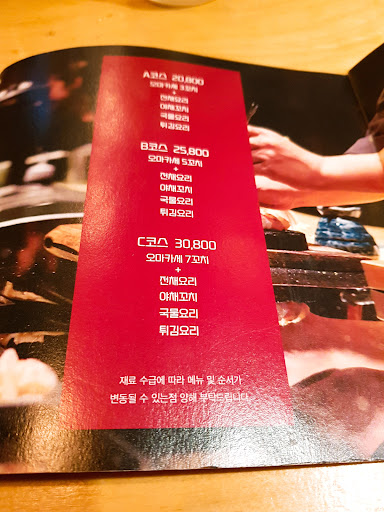 A코스 20,800
오마카세 3꼬치
+
전채요리
야채꼬치
국물요리
튀김요리
B코스 25,800
오마카세 5꼬치
+
전채요리
야채꼬치
국물요리
튀김요리
C코스 30,800
오마카세 7꼬치
+
전채요리
야채꼬치
국물요리
튀김요리
재료 수급에 따라 메뉴 및 순서가
변동될 수 있는점 양해 부탁드립니다.